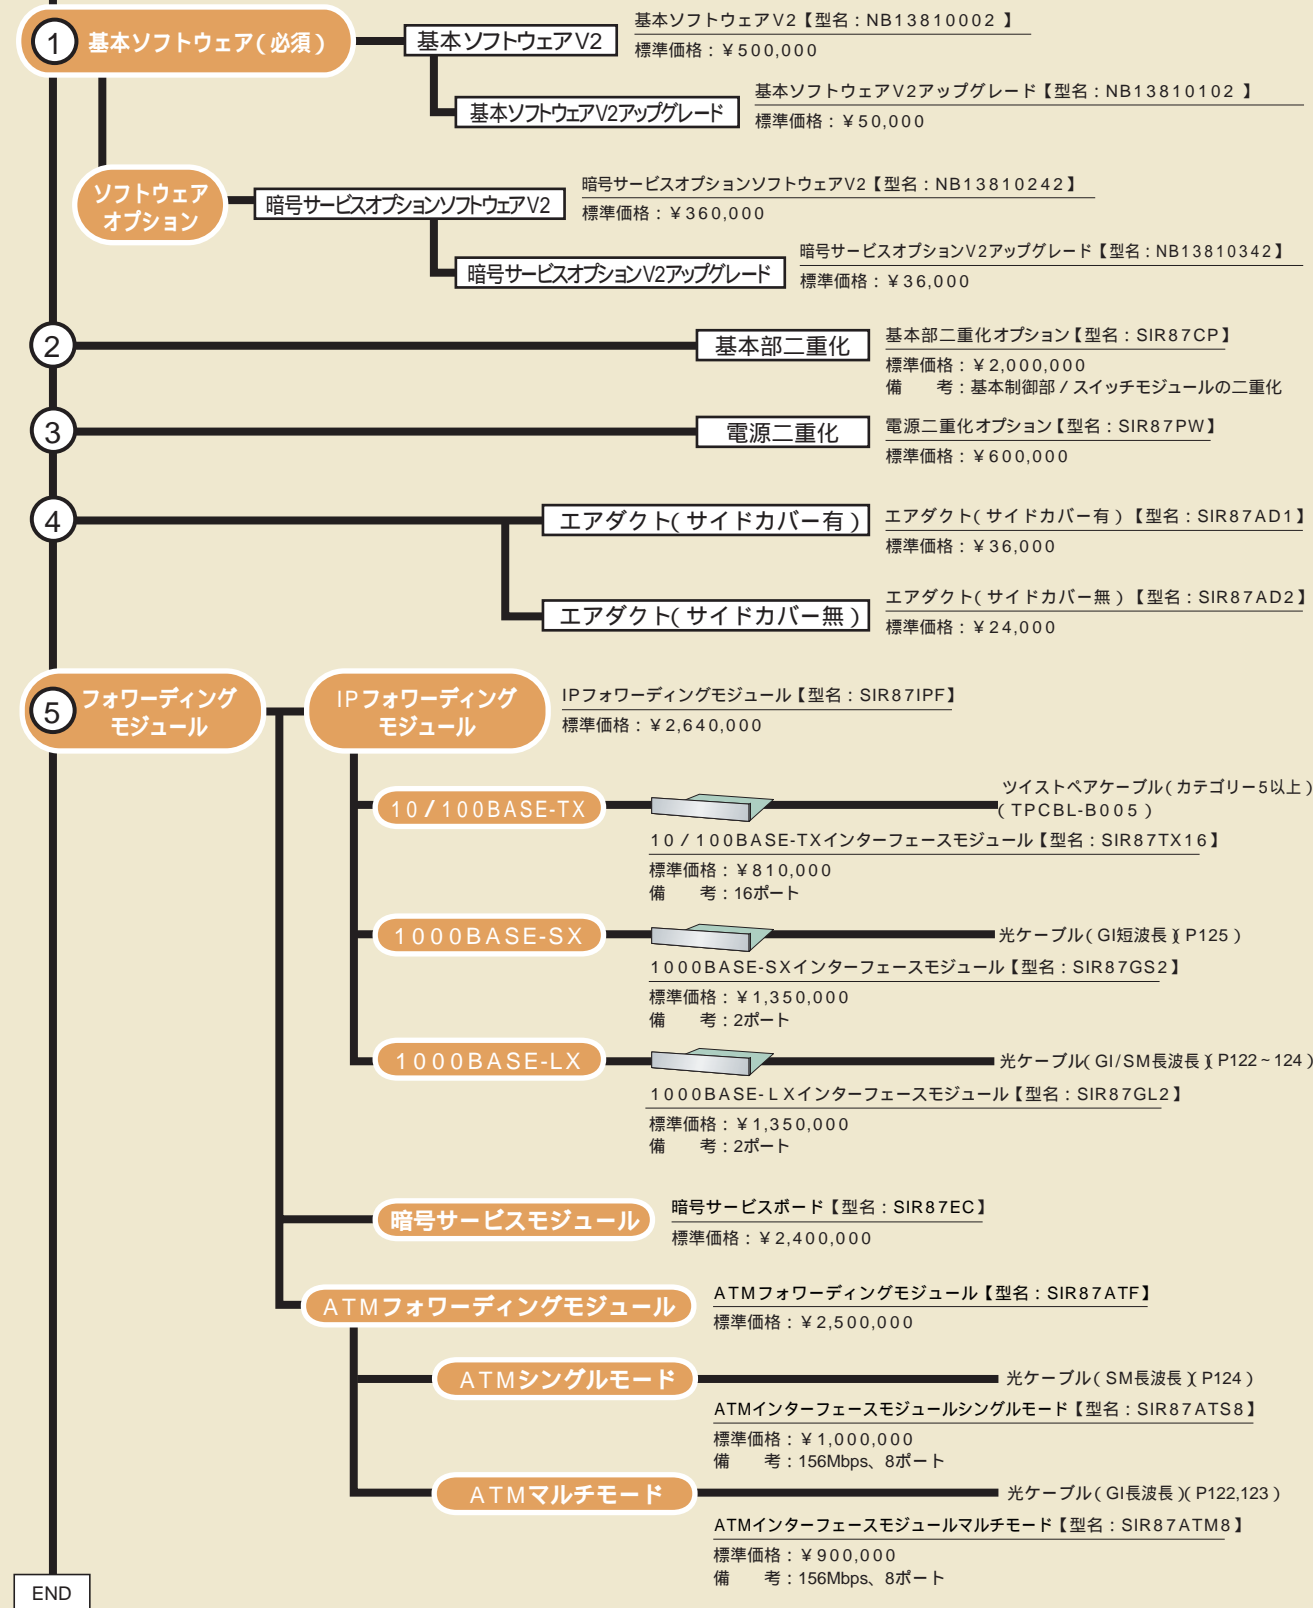 1 基本ソフトウェア(必須)
基本ソフトウェアV2
基本ソフトウェアV2【型名:NB13810002 】
標準価格:¥500,000
基本ソフトウェアV2アップグレード
基本ソフトウェアV2アップグレード【型名:NB13810102 】
標準価格:¥50,000
ソフトウェア
オプション
暗号サービスオプションソフトウェアV2
暗号サービスオプションソフトウェアV2【型名:NB13810242】
標準価格:¥360,000
暗号サービスオプションV2アップグレード
暗号サービスオプションV2アップグレード【型名:NB13810342】
標準価格:¥36,000
2
基本部二重化
基本部二重化オプション【型名:SIR87CP】
標準価格:¥2,000,000
備 考:基本制御部/スイッチモジュールの二重化
3
電源二重化
電源二重化オプション【型名:SIR87PW】
標準価格:¥600,000
4
エアダクト(サイドカバー有)
エアダクト(サイドカバー有)【型名:SIR87AD1】
標準価格:¥36,000
エアダクト(サイドカバー無)
エアダクト(サイドカバー無)【型名:SIR87AD2】
標準価格:¥24,000
5 フォワーディング
モジュール
IPフォワーディング
モジュール
IPフォワーディングモジュール【型名:SIR87IPF】
標準価格:¥2,640,000
10/100BASE-TX
ツイストペアケーブル(カテゴリー5以上)
(TPCBL-B005)
10/100BASE-TXインターフェースモジュール【型名:SIR87TX16】
標準価格:¥810,000
備 考:16ポート
1000BASE-SX
光ケーブル(GI短波長)(P125)
1000BASE-SXインターフェースモジュール【型名:SIR87GS2】
標準価格:¥1,350,000
備 考:2ポート
1000BASE-LX
光ケーブル(GI/SM長波長)(P122~124)
1000BASE-LXインターフェースモジュール【型名:SIR87GL2】
標準価格:¥1,350,000
備 考:2ポート
暗号サービスモジュール
暗号サービスボード【型名:SIR87EC】
標準価格:¥2,400,000
ATMフォワーディングモジュール
ATMフォワーディングモジュール【型名:SIR87ATF】
標準価格:¥2,500,000
ATMシングルモード
光ケーブル(SM長波長)(P124)
ATMインターフェースモジュールシングルモード【型名:SIR87ATS8】
標準価格:¥1,000,000
備 考:156Mbps、8ポート
ATMマルチモード
光ケーブル(GI長波長)(P122,123)
ATMインターフェースモジュールマルチモード【型名:SIR87ATM8】
標準価格:¥900,000
備 考:156Mbps、8ポート
END